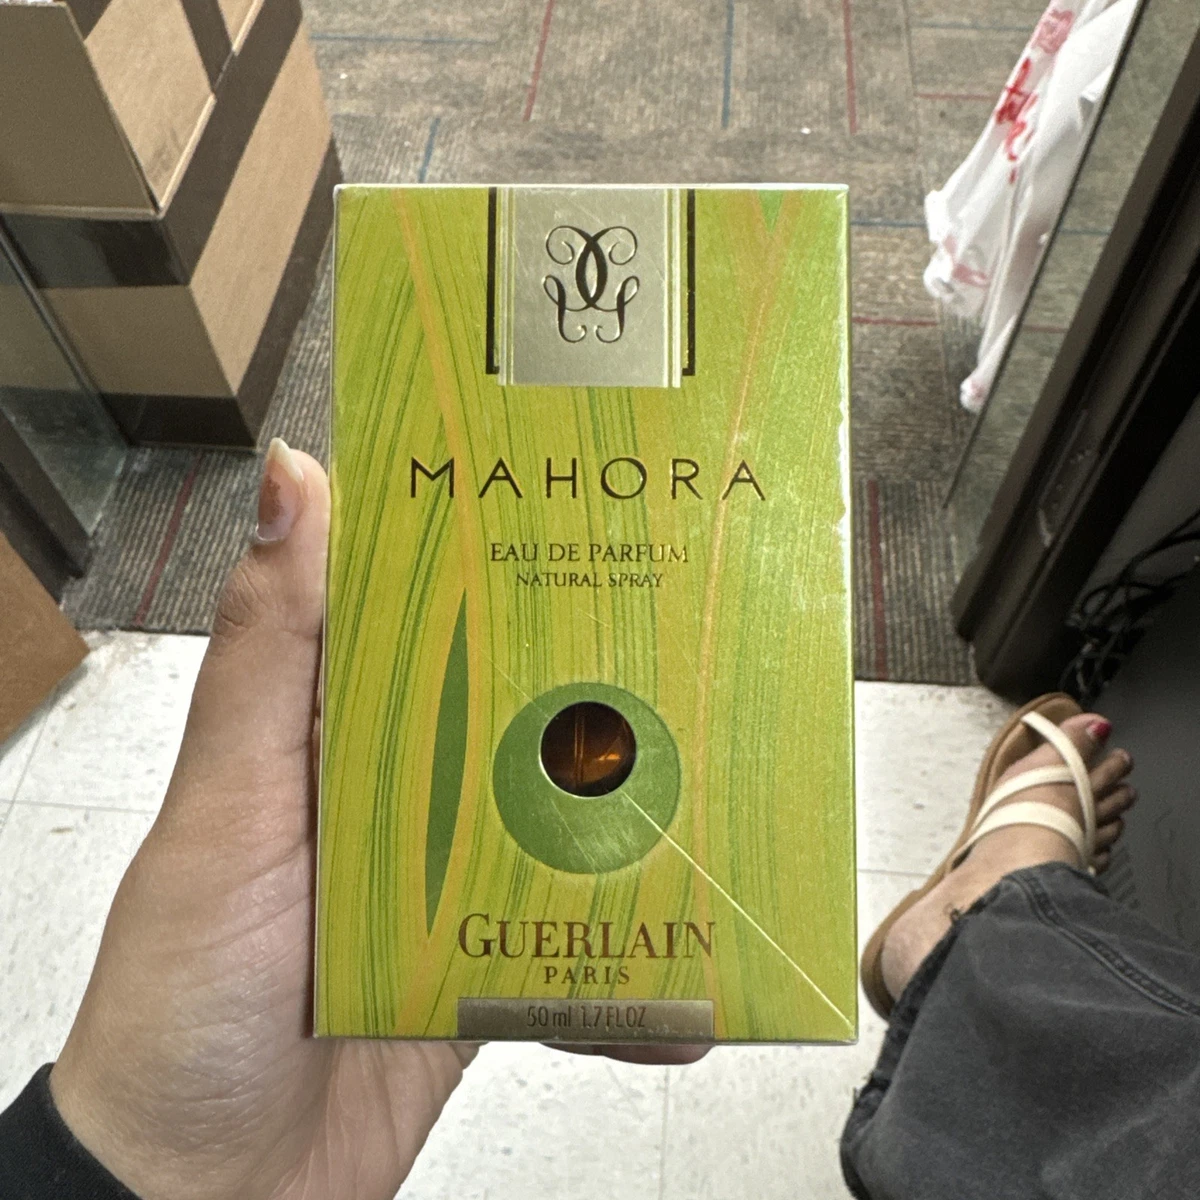 MAHORA
EAU DE PARFUM
NATURAL SPRAY
GUERLAIN
PARIS
50 ml 1.7 FL OZ